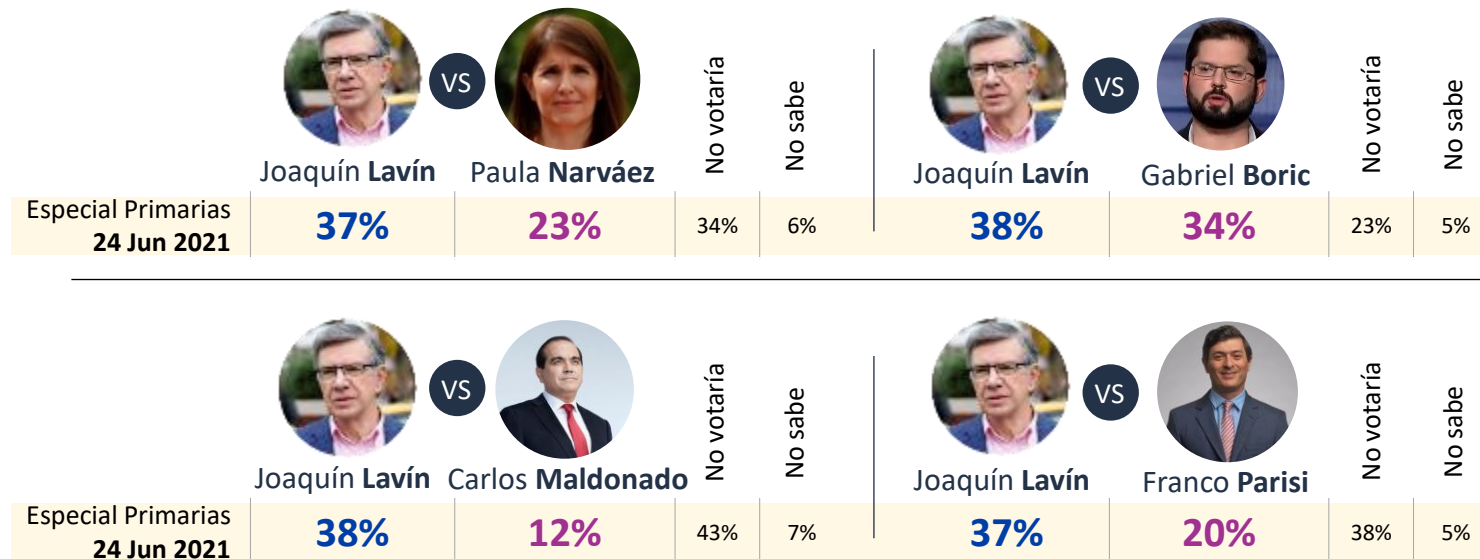 VS
No votaría
No sabe
VS
No votaría
No sabe
Joaquín Lavín Paula Narváez
Joaquín Lavín Gabriel Boric
Especial Primarias
24 Jun 2021
37% 23% 34% 6%
38% 34% 23% 5%
VS
No votaría
No sabe
VS
No votaría
No sabe
Joaquín Lavín Carlos Maldonado
Joaquín Lavín Franco Parisi
Especial Primarias
24 Jun 2021
38% 12% 43% 7%
37% 20% 38% 5%